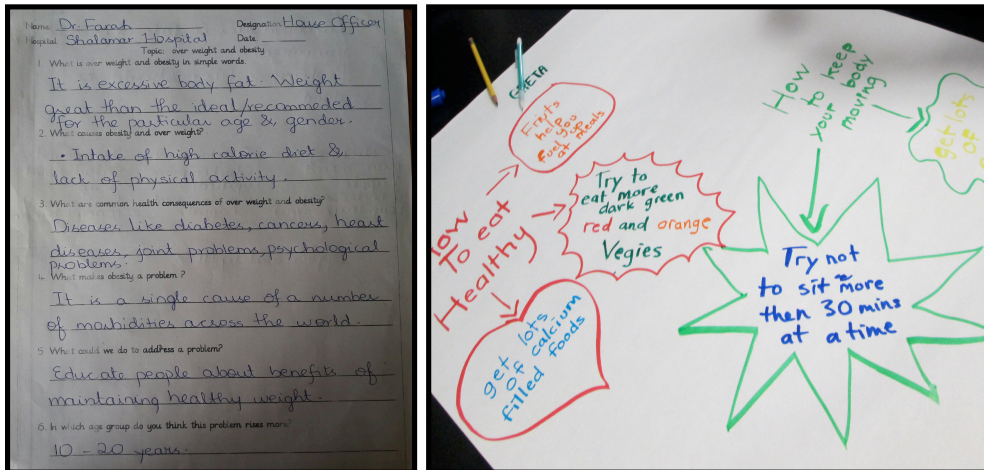 Name Dr. Farah Designation House Officer
Hospital Shalamar Hospital Date
Topic: over weight and obesity
1. What is over weight and obesity in simple words.
It is excessive body fat. Weight
great than the ideal/recommeded
for the particular age & gender.
2. What causes obesity and over weight?
• Intake of high calorie diet &
lack of physical activity.
3. What are common health consequences of over weight and obesity?
Diseases like diabetes, cancers, heart
diseases, joint problems, psychological
problems.
4. What makes obesity a problem ?
It is a single cause of a number
of morbidities across the world.
5. What could we do to address a problem?
Educate people about benefits of
maintaining healthy weight.
6. In which age group do you think this problem rises more?
10 - 20 years.
GRETA
How
To eat
Healthy
Fruits
help
fuel you
up
at meals
Try to
eat more
dark green
red and orange
Vegies
get lots
of calcium
filled foods
How
to keep
your body
moving
get lots
of
Try not
to sit more
then 30 mins
at a time